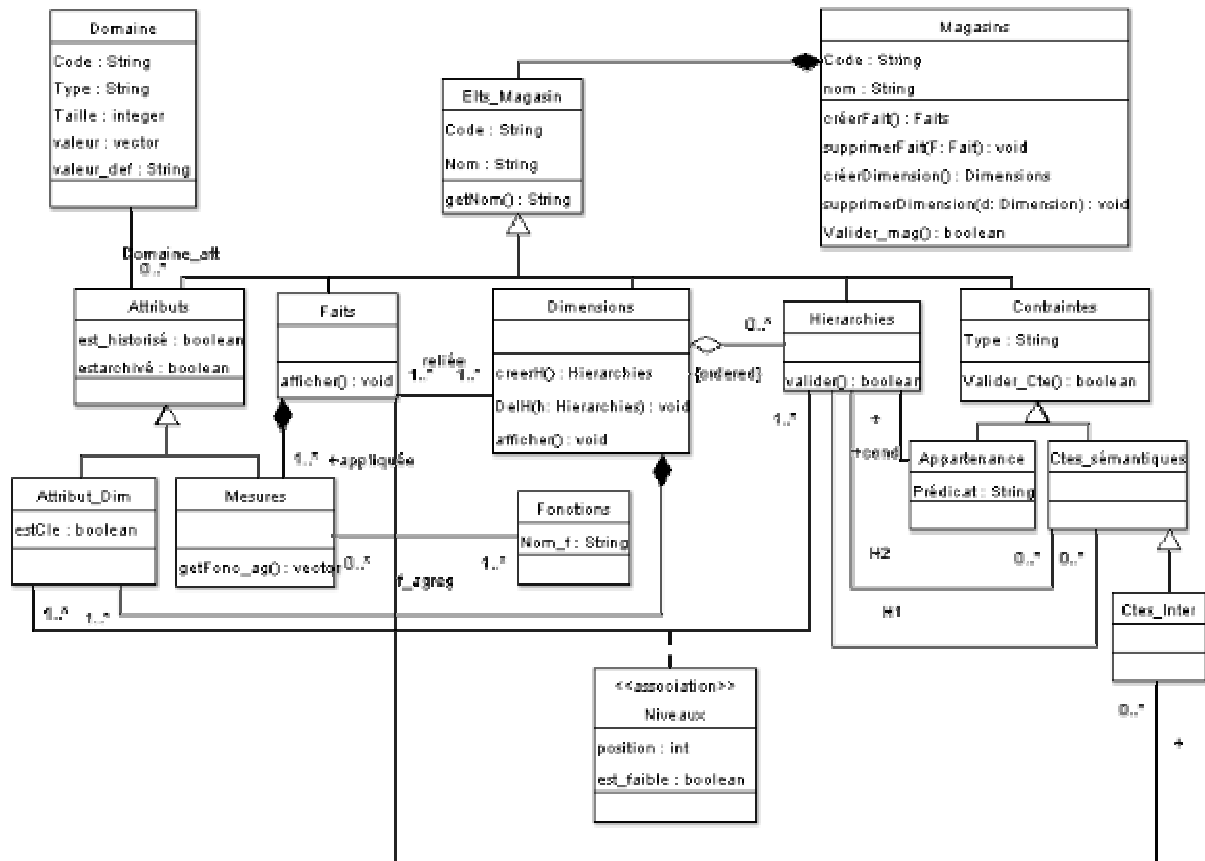 Domaine
Code : String
Type : String
Taille : integer
valeur : vector
valeur_def : String
Magasins
Code : String
nom : String
créerFait() : Faits
supprimerFait(F: Fait) : void
créerDimension() : Dimensions
supprimerDimension(d: Dimension) : void
Valider_mag() : boolean
Elts_Magasin
Code : String
Nom : String
getNom() : String
Domaine_att
0..*
Attributs
est_historisé : boolean
estarchivé : boolean
Faits
afficher() : void
reliée
1..* 1..*
Dimensions
creerH() : Hierarchies
DelH(h: Hierarchies) : void
afficher() : void
0..*
{ordered}
Hierarchies
valider() : boolean
Contraintes
Type : String
Valider_Cte() : boolean
1..*
+
+cond
Appartenance
Prédicat : String
Ctes_sémantiques
1..* +appliquée
Attribut_Dim
estCle : boolean
Mesures
getFonc_ag() : vector
Fonctions
Nom_f : String
0..*
1..*
f_agreg
H2
0..*
0..*
1..*
1..*
H1
Ctes_Inter
<<association>>
Niveaux
position : int
est_faible : boolean
0..*
+